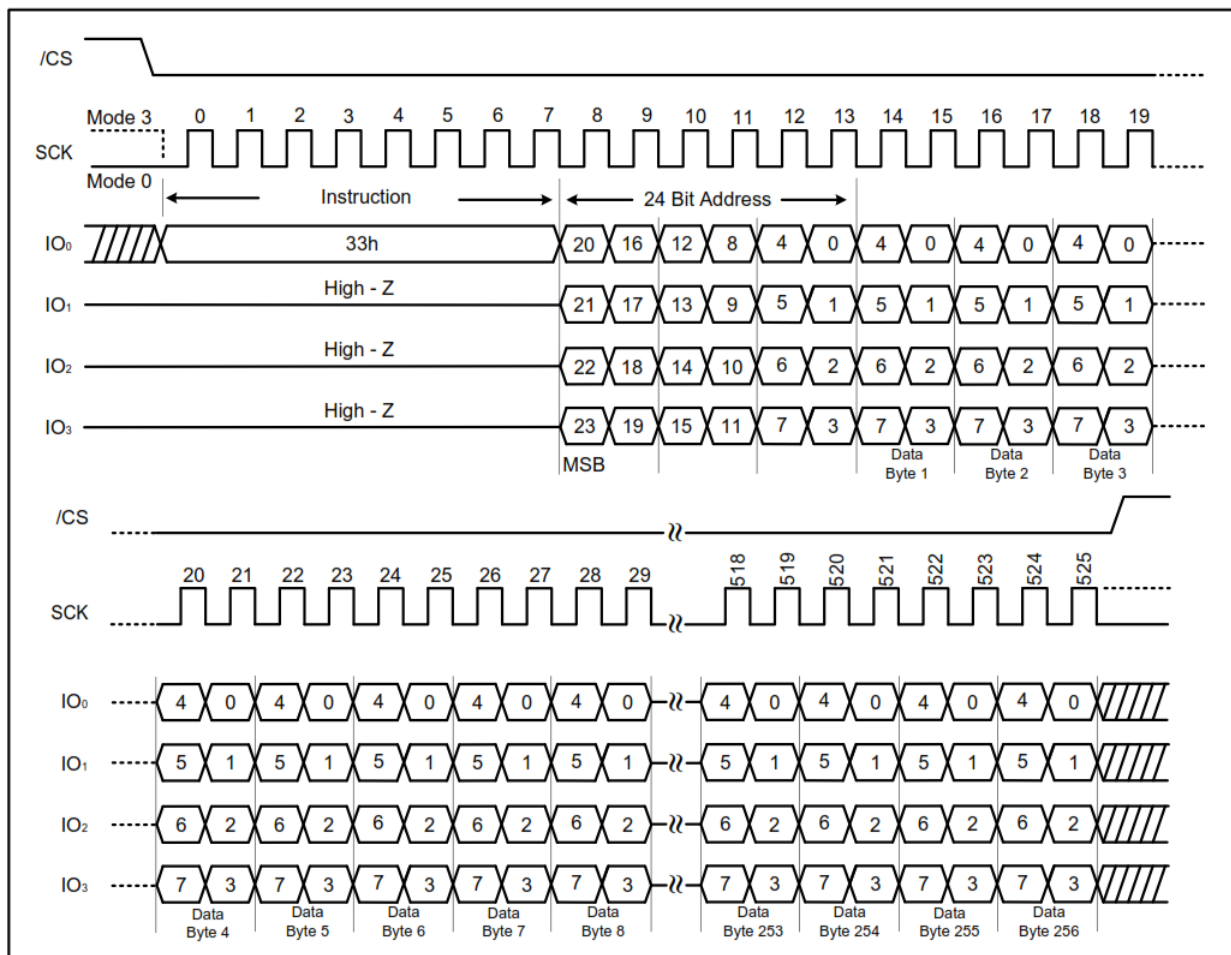 /CS
Mode 3 0 1 2 3 4 5 6 7 8 9 10 11 12 13 14 15 16 17 18 19
SCK
Mode 0
Instruction 24 Bit Address
IO₀ 33h 20 16 12 8 4 0 4 0 4 0 4 0
High - Z
IO₁ 21 17 13 9 5 1 5 1 5 1 5 1
High - Z
IO₂ 22 18 14 10 6 2 6 2 6 2 6 2
High - Z
IO₃ 23 19 15 11 7 3 7 3 7 3 7 3
MSB Data Data Data
Byte 1 Byte 2 Byte 3
/CS
20 21 22 23 24 25 26 27 28 29 518 519 520 521 522 523 524 525
SCK
IO₀ 4 0 4 0 4 0 4 0 4 0 4 0 4 0 4 0 4 0
IO₁ 5 1 5 1 5 1 5 1 5 1 5 1 5 1 5 1 5 1
IO₂ 6 2 6 2 6 2 6 2 6 2 6 2 6 2 6 2 6 2
IO₃ 7 3 7 3 7 3 7 3 7 3 7 3 7 3 7 3 7 3
Data Data Data Data Data Data Data Data Data
Byte 4 Byte 5 Byte 6 Byte 7 Byte 8 Byte 253 Byte 254 Byte 255 Byte 256